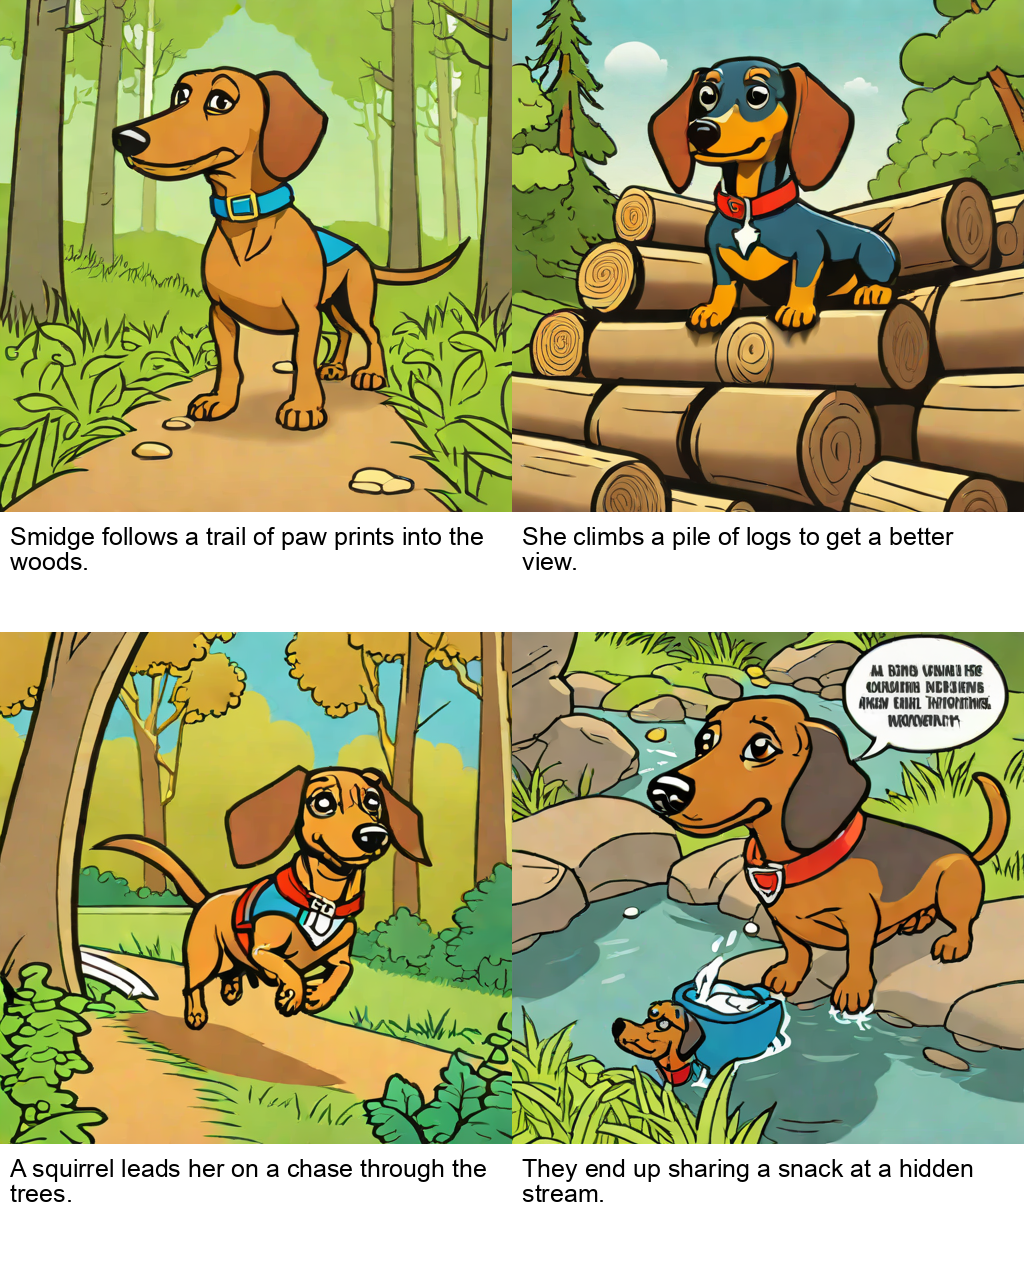 Smidge follows a trail of paw prints into the
woods.
She climbs a pile of logs to get a better
view.
A squirrel leads her on a chase through the
trees.
They end up sharing a snack at a hidden
stream.